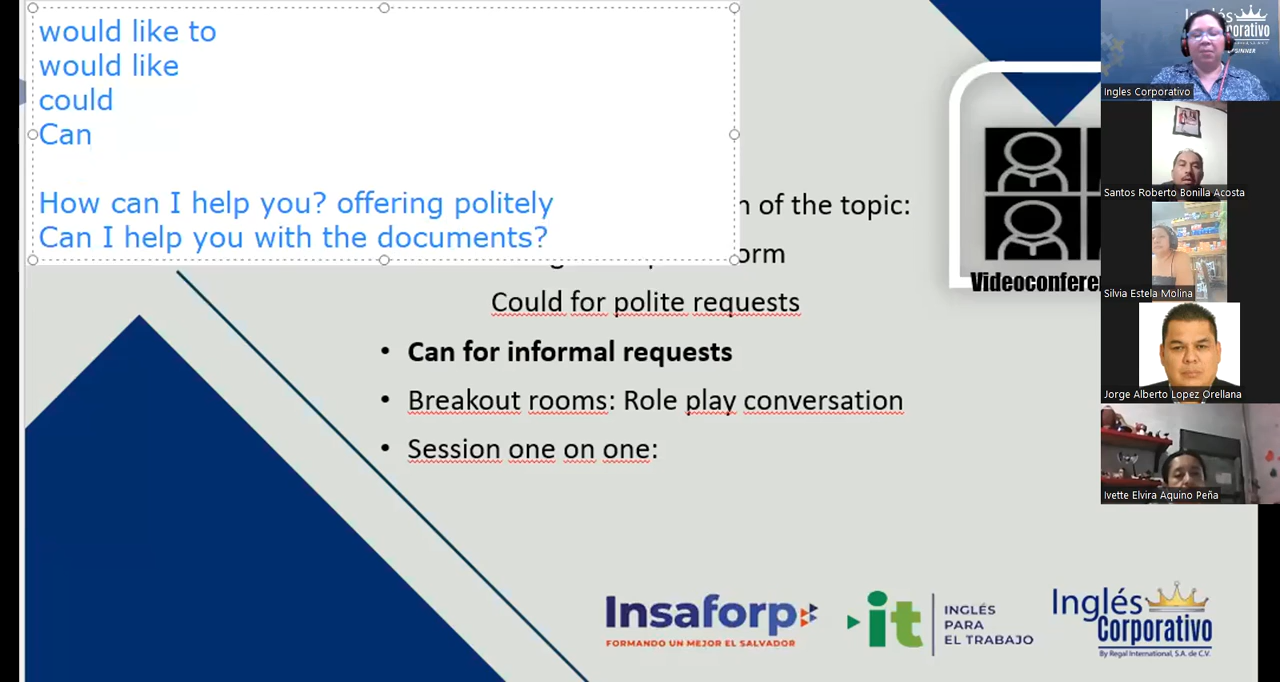 would like to
would like
could
Can
How can I help you? offering politely
Can I help you with the documents?
n of the topic:
orm
Could for polite requests
• Can for informal requests
• Breakout rooms: Role play conversation
• Session one on one:
Videoconferen
Insaforp
FORMANDO UN MEJOR EL SALVADOR
it
INGLÉS
PARA
EL TRABAJO
Inglés
Corporativo
By Regal International, S.A. de C.V.
Ingles Corporativo
Santos Roberto Bonilla Acosta
Silvia Estela Molina
Jorge Alberto Lopez Orellana
Ivette Elvira Aquino Peña